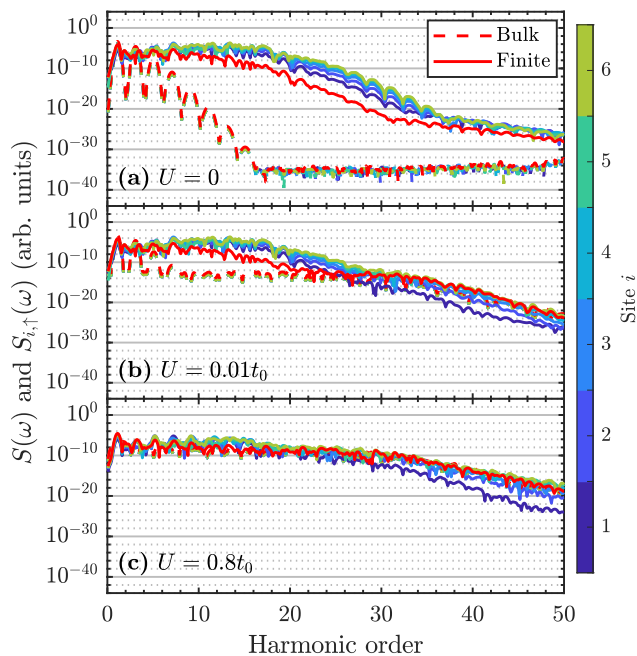 10^0
10^{-10}
10^{-20}
10^{-30}
10^{-40}
(a) U = 0
Bulk
Finite
10^0
10^{-10}
10^{-20}
10^{-30}
10^{-40}
(b) U = 0.01t_0
10^0
10^{-10}
10^{-20}
10^{-30}
10^{-40}
(c) U = 0.8t_0
0 10 20 30 40 50
Harmonic order
S(ω) and S_{i,↑}(ω) (arb. units)
6
5
4
3
2
1
Site i